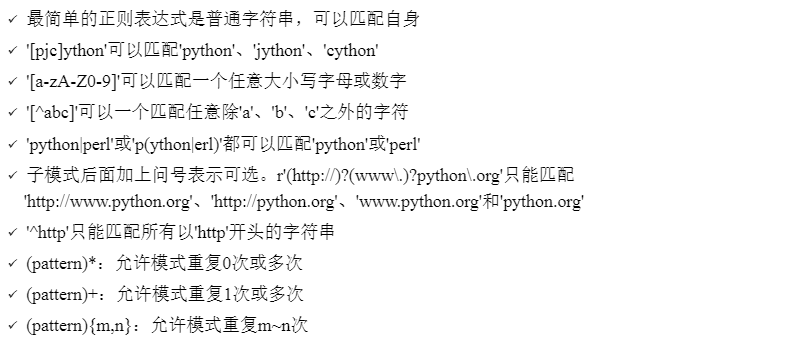 ✓ 最简单的正则表达式是普通字符串，可以匹配自身
✓ '[pjc]ython'可以匹配'python'、'jython'、'cython'
✓ '[a-zA-Z0-9]'可以匹配一个任意大小写字母或数字
✓ '[^abc]'可以一个匹配任意除'a'、'b'、'c'之外的字符
✓ 'python|perl'或'p(ython|erl)'都可以匹配'python'或'perl'
✓ 子模式后面加上问号表示可选。r'(http://)?(www\.)?python\.org'只能匹配
'http://www.python.org'、'http://python.org'、'www.python.org'和'python.org'
✓ '^http'只能匹配所有以'http'开头的字符串
✓ (pattern)*：允许模式重复0次或多次
✓ (pattern)+：允许模式重复1次或多次
✓ (pattern){m,n}：允许模式重复m~n次